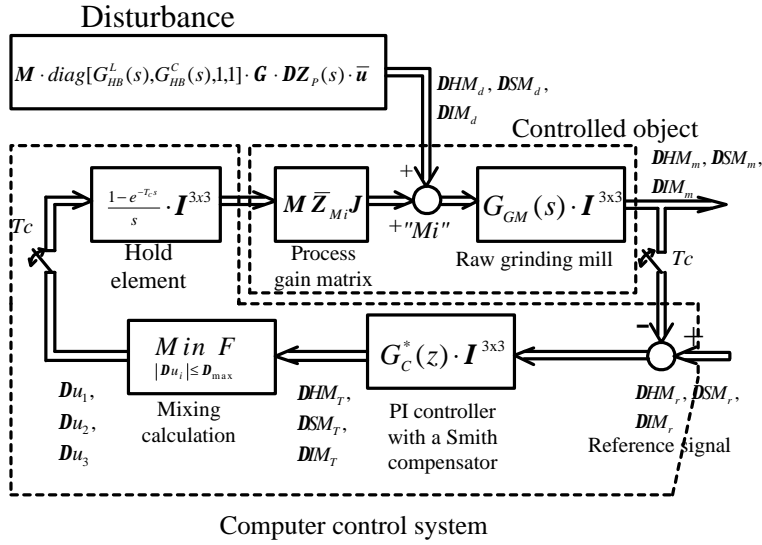 Disturbance
M · diag[G_HB^L(s),G_HB^C(s),1,1] · G · DZ_P(s) · u̅
DHM_d, DSM_d,
DIM_d
Controlled object
DHM_m, DSM_m,
DIM_m
1−e^{−T_C s}/s · I^{3x3}
Hold
element
M Z̅_{Mi} J
Process
gain matrix
+
+"Mi"
G_GM(s) · I^{3x3}
Raw grinding mill
Tc
Tc
Min F
|Du_i| ≤ D_max
Mixing
calculation
G_C^*(z) · I^{3x3}
PI controller
with a Smith
compensator
−
+
Du_1,
Du_2,
Du_3
DHM_T,
DSM_T,
DIM_T
DHM_r, DSM_r,
DIM_r
Reference signal
Computer control system